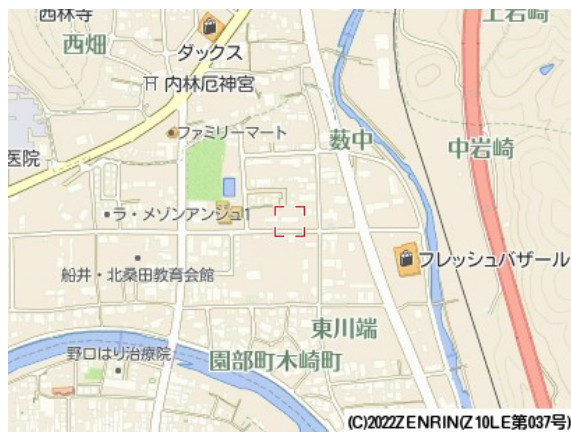 西林寺
上岩崎
西畑
ダックス
内林厄神宮
ファミリーマート
薮中
中岩崎
医院
ラ・メゾンアンジュ1
フレッシュバザール
船井・北桑田教育会館
東川端
野口はり治療院
園部町木崎町
(C)2022ZENRIN(Z10LE第037号)